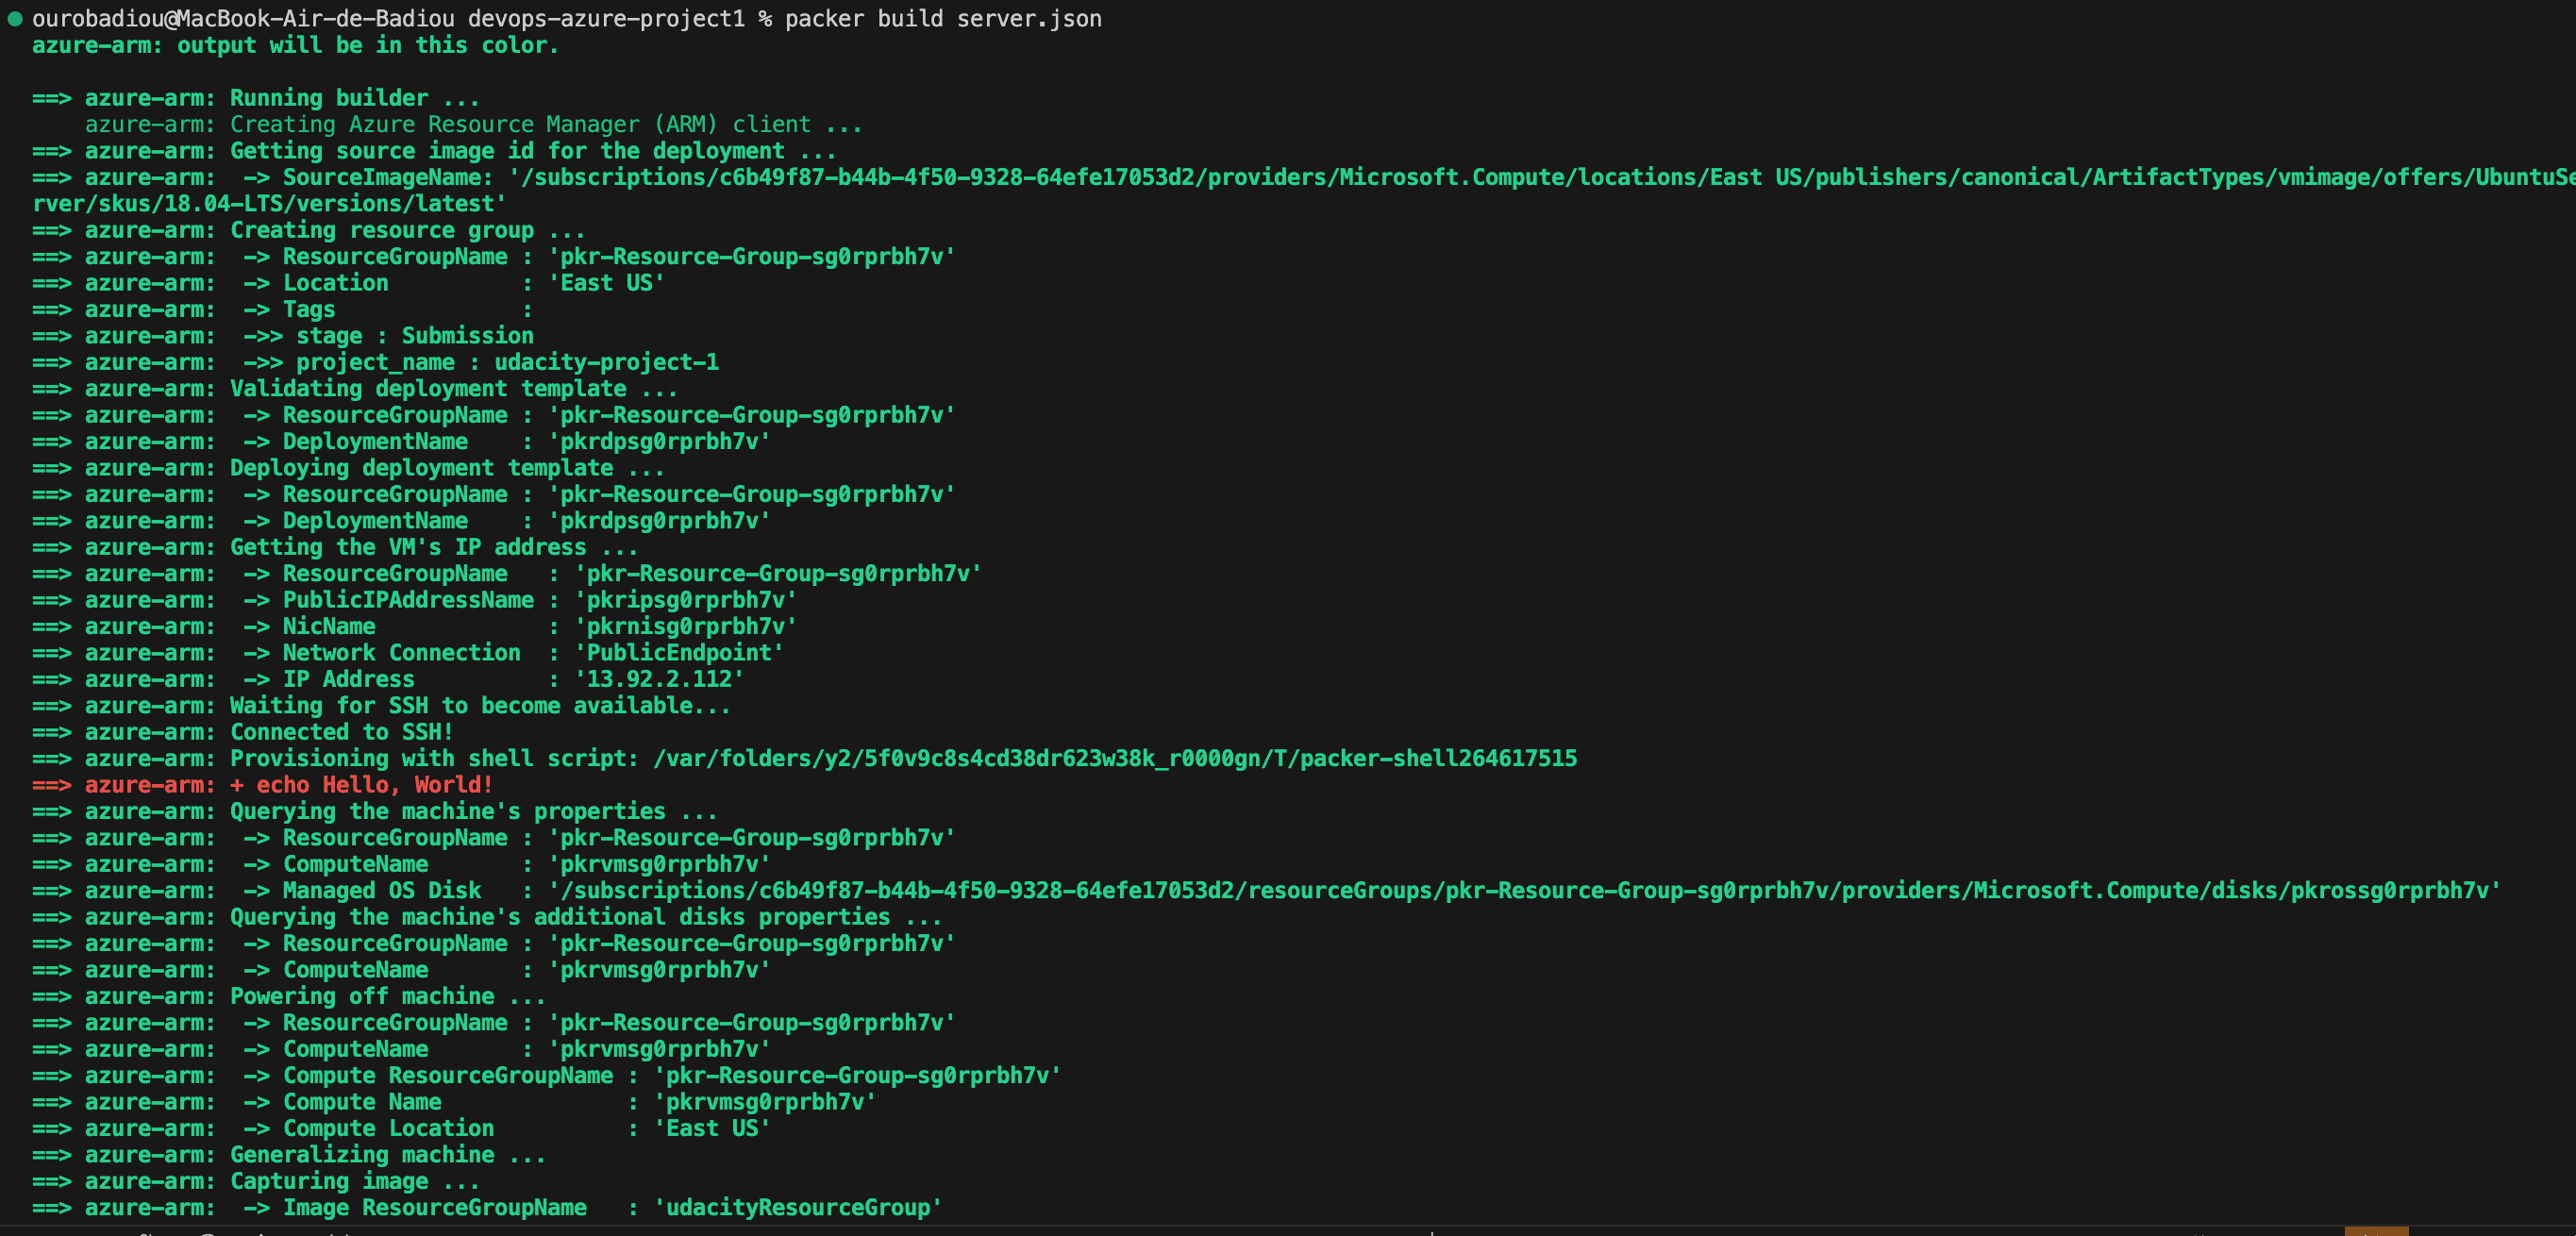 ourobadiou@MacBook-Air-de-Badiou devops-azure-project1 % packer build server.json
azure-arm: output will be in this color.
==> azure-arm: Running builder ...
azure-arm: Creating Azure Resource Manager (ARM) client ...
==> azure-arm: Getting source image id for the deployment ...
==> azure-arm:  -> SourceImageName: '/subscriptions/c6b49f87-b44b-4f50-9328-64efe17053d2/providers/Microsoft.Compute/locations/East US/publishers/canonical/ArtifactTypes/vmimage/offers/UbuntuSe
rver/skus/18.04-LTS/versions/latest'
==> azure-arm: Creating resource group ...
==> azure-arm:  -> ResourceGroupName : 'pkr-Resource-Group-sg0rprbh7v'
==> azure-arm:  -> Location          : 'East US'
==> azure-arm:  -> Tags              :
==> azure-arm:  ->> stage : Submission
==> azure-arm:  ->> project_name : udacity-project-1
==> azure-arm: Validating deployment template ...
==> azure-arm:  -> ResourceGroupName : 'pkr-Resource-Group-sg0rprbh7v'
==> azure-arm:  -> DeploymentName    : 'pkrdpsg0rprbh7v'
==> azure-arm: Deploying deployment template ...
==> azure-arm:  -> ResourceGroupName : 'pkr-Resource-Group-sg0rprbh7v'
==> azure-arm:  -> DeploymentName    : 'pkrdpsg0rprbh7v'
==> azure-arm: Getting the VM's IP address ...
==> azure-arm:  -> ResourceGroupName   : 'pkr-Resource-Group-sg0rprbh7v'
==> azure-arm:  -> PublicIPAddressName : 'pkripsg0rprbh7v'
==> azure-arm:  -> NicName             : 'pkrnisg0rprbh7v'
==> azure-arm:  -> Network Connection  : 'PublicEndpoint'
==> azure-arm:  -> IP Address          : '13.92.2.112'
==> azure-arm: Waiting for SSH to become available...
==> azure-arm: Connected to SSH!
==> azure-arm: Provisioning with shell script: /var/folders/y2/5f0v9c8s4cd38dr623w38k_r0000gn/T/packer-shell264617515
==> azure-arm: + echo Hello, World!
==> azure-arm: Querying the machine's properties ...
==> azure-arm:  -> ResourceGroupName : 'pkr-Resource-Group-sg0rprbh7v'
==> azure-arm:  -> ComputeName       : 'pkrvmsg0rprbh7v'
==> azure-arm:  -> Managed OS Disk   : '/subscriptions/c6b49f87-b44b-4f50-9328-64efe17053d2/resourceGroups/pkr-Resource-Group-sg0rprbh7v/providers/Microsoft.Compute/disks/pkrossg0rprbh7v'
==> azure-arm: Querying the machine's additional disks properties ...
==> azure-arm:  -> ResourceGroupName : 'pkr-Resource-Group-sg0rprbh7v'
==> azure-arm:  -> ComputeName       : 'pkrvmsg0rprbh7v'
==> azure-arm: Powering off machine ...
==> azure-arm:  -> ResourceGroupName : 'pkr-Resource-Group-sg0rprbh7v'
==> azure-arm:  -> ComputeName       : 'pkrvmsg0rprbh7v'
==> azure-arm:  -> Compute ResourceGroupName : 'pkr-Resource-Group-sg0rprbh7v'
==> azure-arm:  -> Compute Name              : 'pkrvmsg0rprbh7v'
==> azure-arm:  -> Compute Location          : 'East US'
==> azure-arm: Generalizing machine ...
==> azure-arm: Capturing image ...
==> azure-arm:  -> Image ResourceGroupName   : 'udacityResourceGroup'